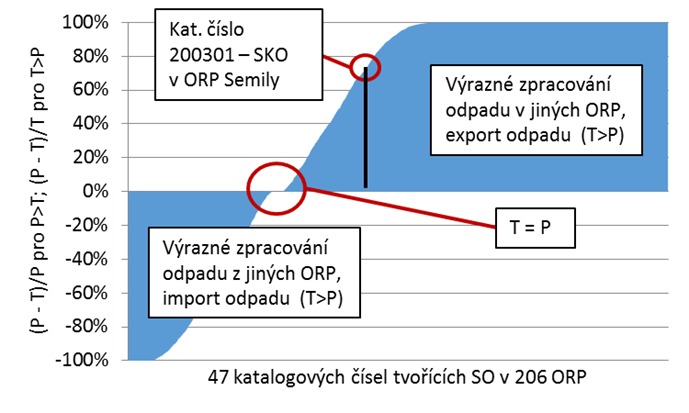 100%
80%
60%
40%
20%
0%
-20%
-40%
-60%
-80%
-100%
(P - T)/P pro P>T; (P - T)/T pro T>P
Kat. číslo
200301 – SKO
v ORP Semily
Výrazné zpracování
odpadu v jiných ORP,
export odpadu (T>P)
T = P
Výrazné zpracování
odpadu z jiných ORP,
import odpadu (T>P)
47 katalogových čísel tvořících SO v 206 ORP